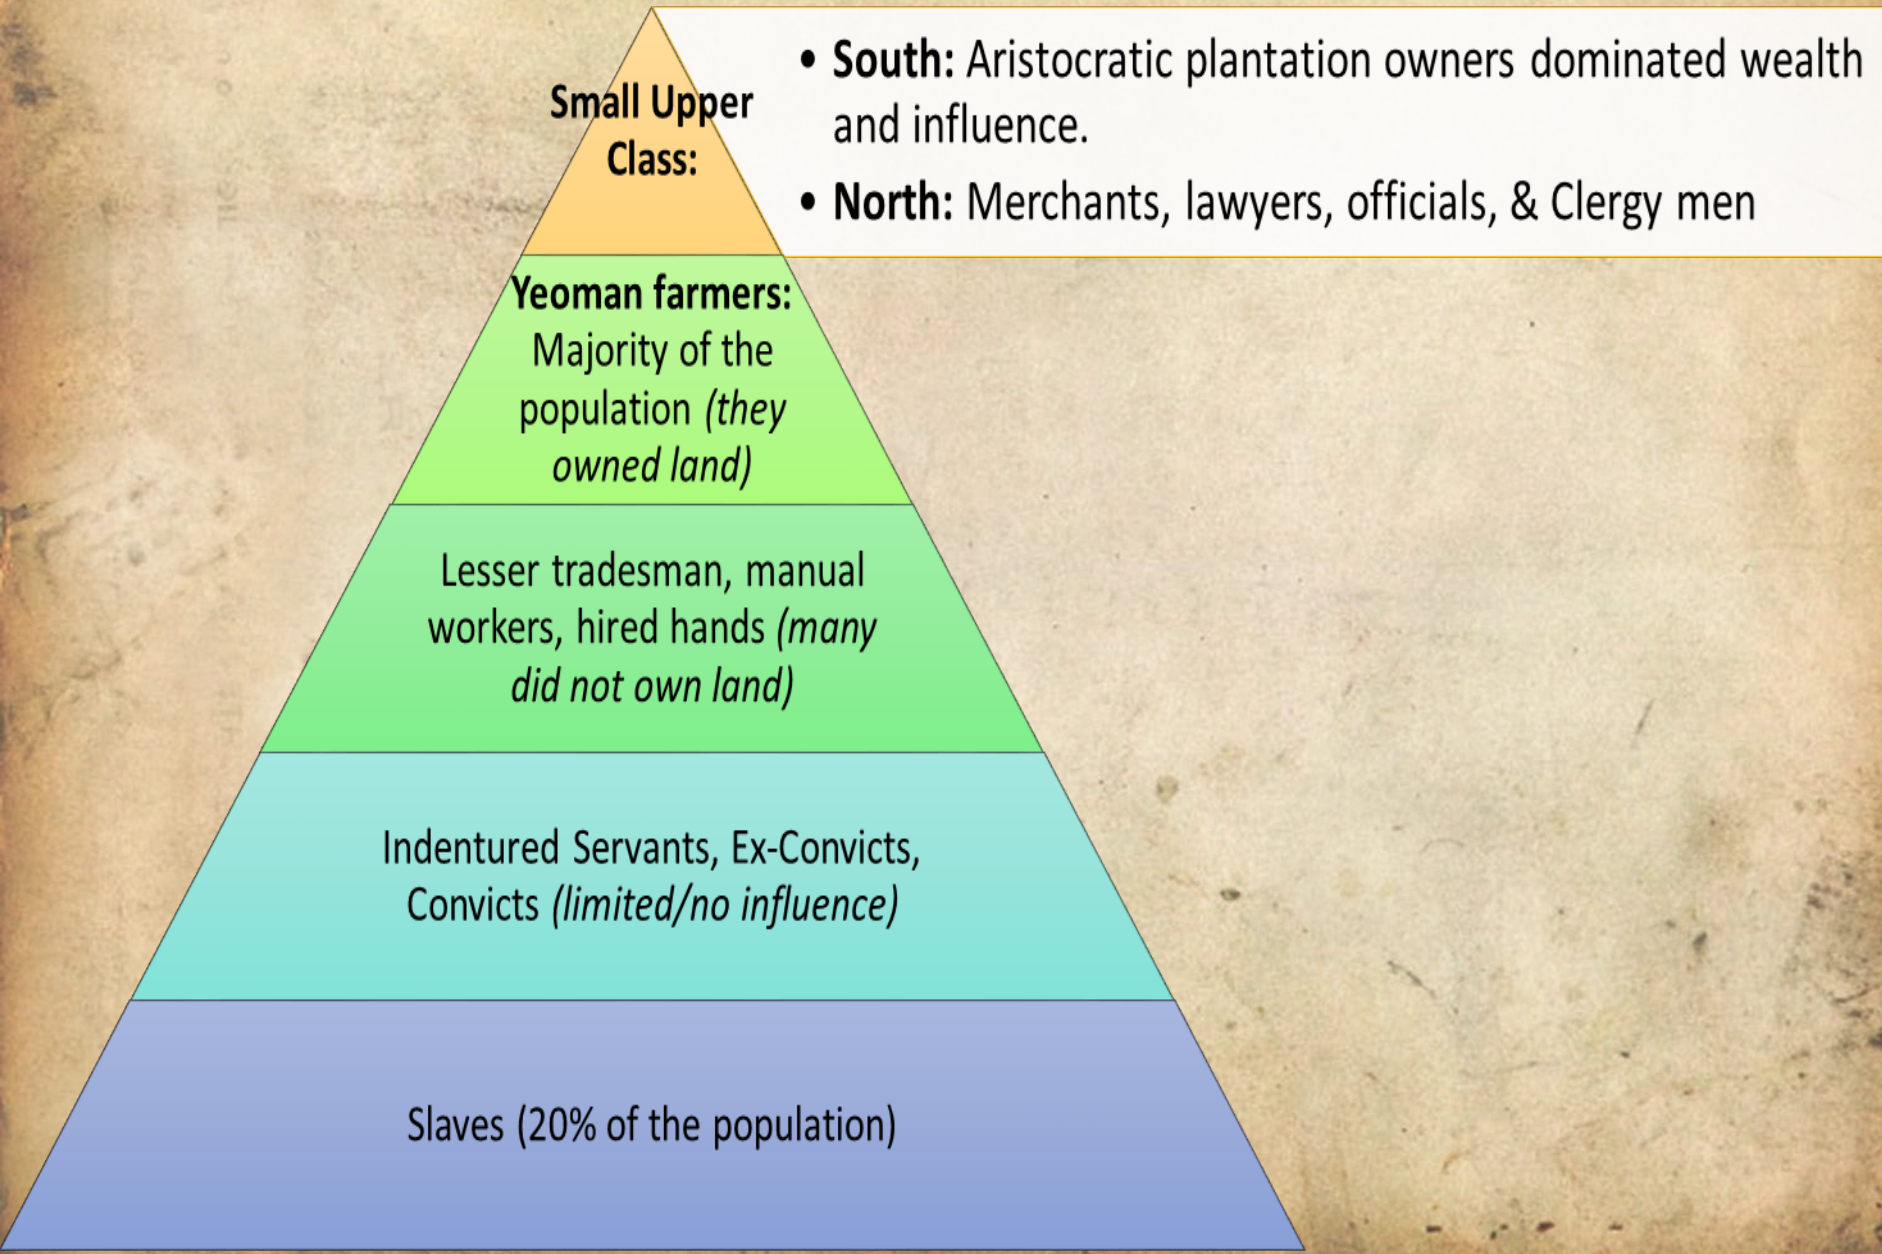 Small Upper
Class:
• South: Aristocratic plantation owners dominated wealth
and influence.
• North: Merchants, lawyers, officials, & Clergy men
Yeoman farmers:
Majority of the
population (they
owned land)
Lesser tradesman, manual
workers, hired hands (many
did not own land)
Indentured Servants, Ex-Convicts,
Convicts (limited/no influence)
Slaves (20% of the population)